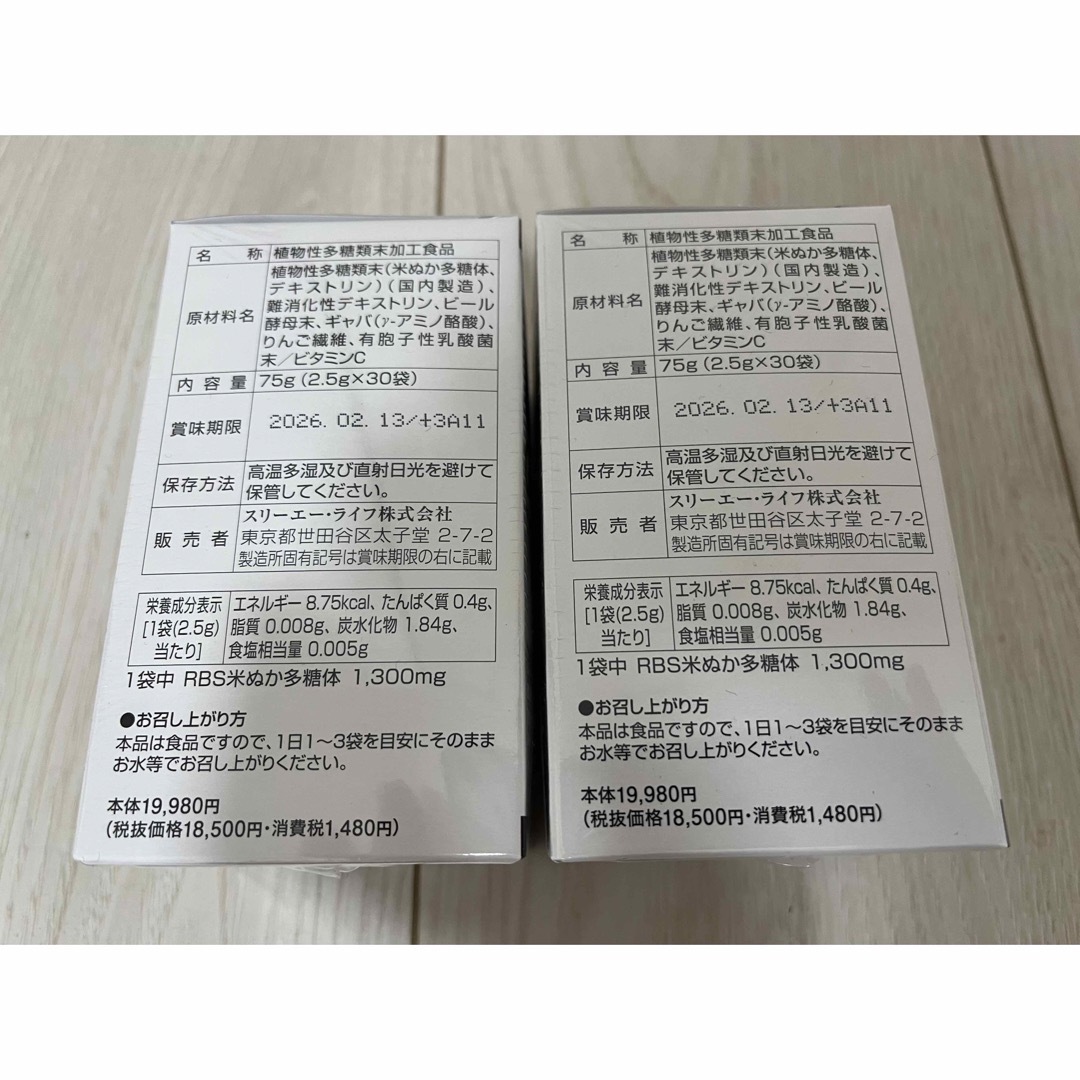 名 称 植物性多糖類末加工食品
原材料名 植物性多糖類末(米ぬか多糖体、
デキストリン)(国内製造)、
難消化性デキストリン、ビール
酵母末、ギャバ(γ-アミノ酪酸)、
りんご繊維、有胞子性乳酸菌
末/ビタミンC
内容量 75g(2.5g×30袋)
賞味期限 2026. 02. 13/+3A11
保存方法 高温多湿及び直射日光を避けて
保管してください。
販売者 スリーエー・ライフ株式会社
東京都世田谷区太子堂 2-7-2
製造所固有記号は賞味期限の右に記載
栄養成分表示 エネルギー 8.75kcal、たんぱく質 0.4g、
[1袋(2.5g) 脂質 0.008g、炭水化物 1.84g、
当たり] 食塩相当量 0.005g
1袋中 RBS米ぬか多糖体 1,300mg
●お召し上がり方
本品は食品ですので、1日1〜3袋を目安にそのまま
お水等でお召し上がりください。
本体19,980円
(税抜価格18,500円・消費税1,480円)
名 称 植物性多糖類末加工食品
原材料名 植物性多糖類末(米ぬか多糖体、
デキストリン)(国内製造)、
難消化性デキストリン、ビール
酵母末、ギャバ(γ-アミノ酪酸)、
りんご繊維、有胞子性乳酸菌
末/ビタミンC
内容量 75g(2.5g×30袋)
賞味期限 2026. 02. 13/+3A11
保存方法 高温多湿及び直射日光を避けて
保管してください。
販売者 スリーエー・ライフ株式会社
東京都世田谷区太子堂 2-7-2
製造所固有記号は賞味期限の右に記載
栄養成分表示 エネルギー 8.75kcal、たんぱく質 0.4g、
[1袋(2.5g) 脂質 0.008g、炭水化物 1.84g、
当たり] 食塩相当量 0.005g
1袋中 RBS米ぬか多糖体 1,300mg
●お召し上がり方
本品は食品ですので、1日1〜3袋を目安にそのまま
お水等でお召し上がりください。
本体19,980円
(税抜価格18,500円・消費税1,480円)